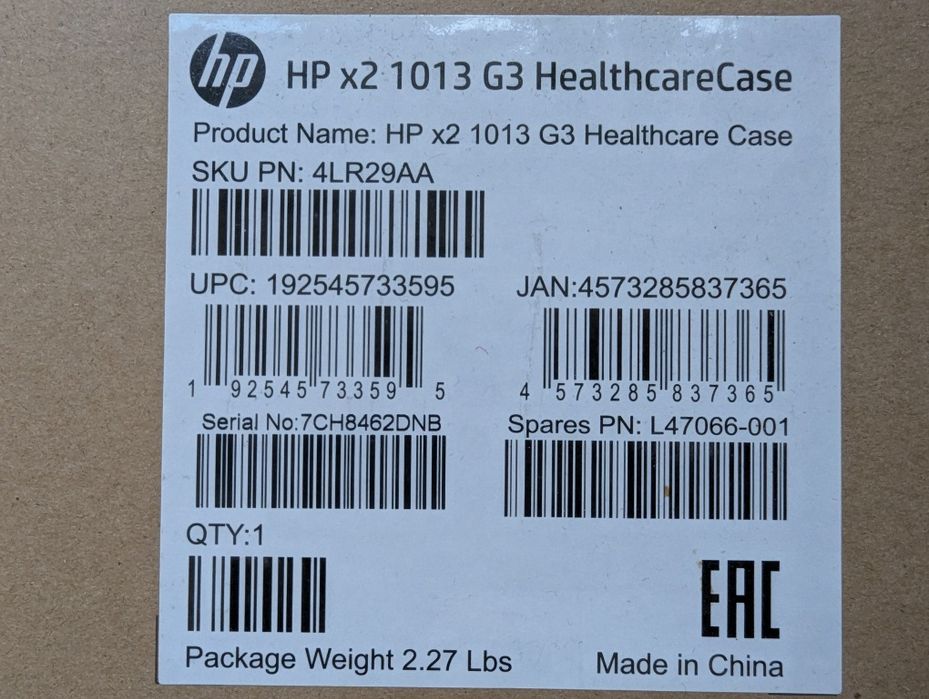 hp HP x2 1013 G3 HealthcareCase
Product Name: HP x2 1013 G3 Healthcare Case
SKU PN: 4LR29AA
UPC: 192545733595 JAN:4573285837365
1 92545 73359 5 4 573285 837365
Serial No:7CH8462DNB Spares PN: L47066-001
QTY:1
EAC
Package Weight 2.27 Lbs Made in China